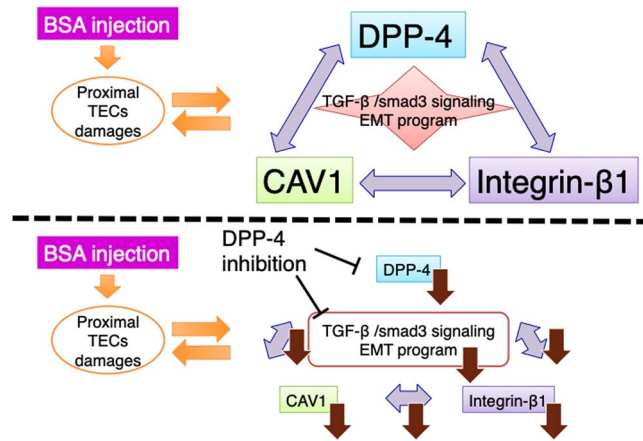 BSA injection
DPP-4
Proximal
TECs
damages
TGF-β /smad3 signaling
EMT program
CAV1
Integrin-β1
BSA injection
DPP-4
inhibition
DPP-4
Proximal
TECs
damages
TGF-β /smad3 signaling
EMT program
CAV1
Integrin-β1